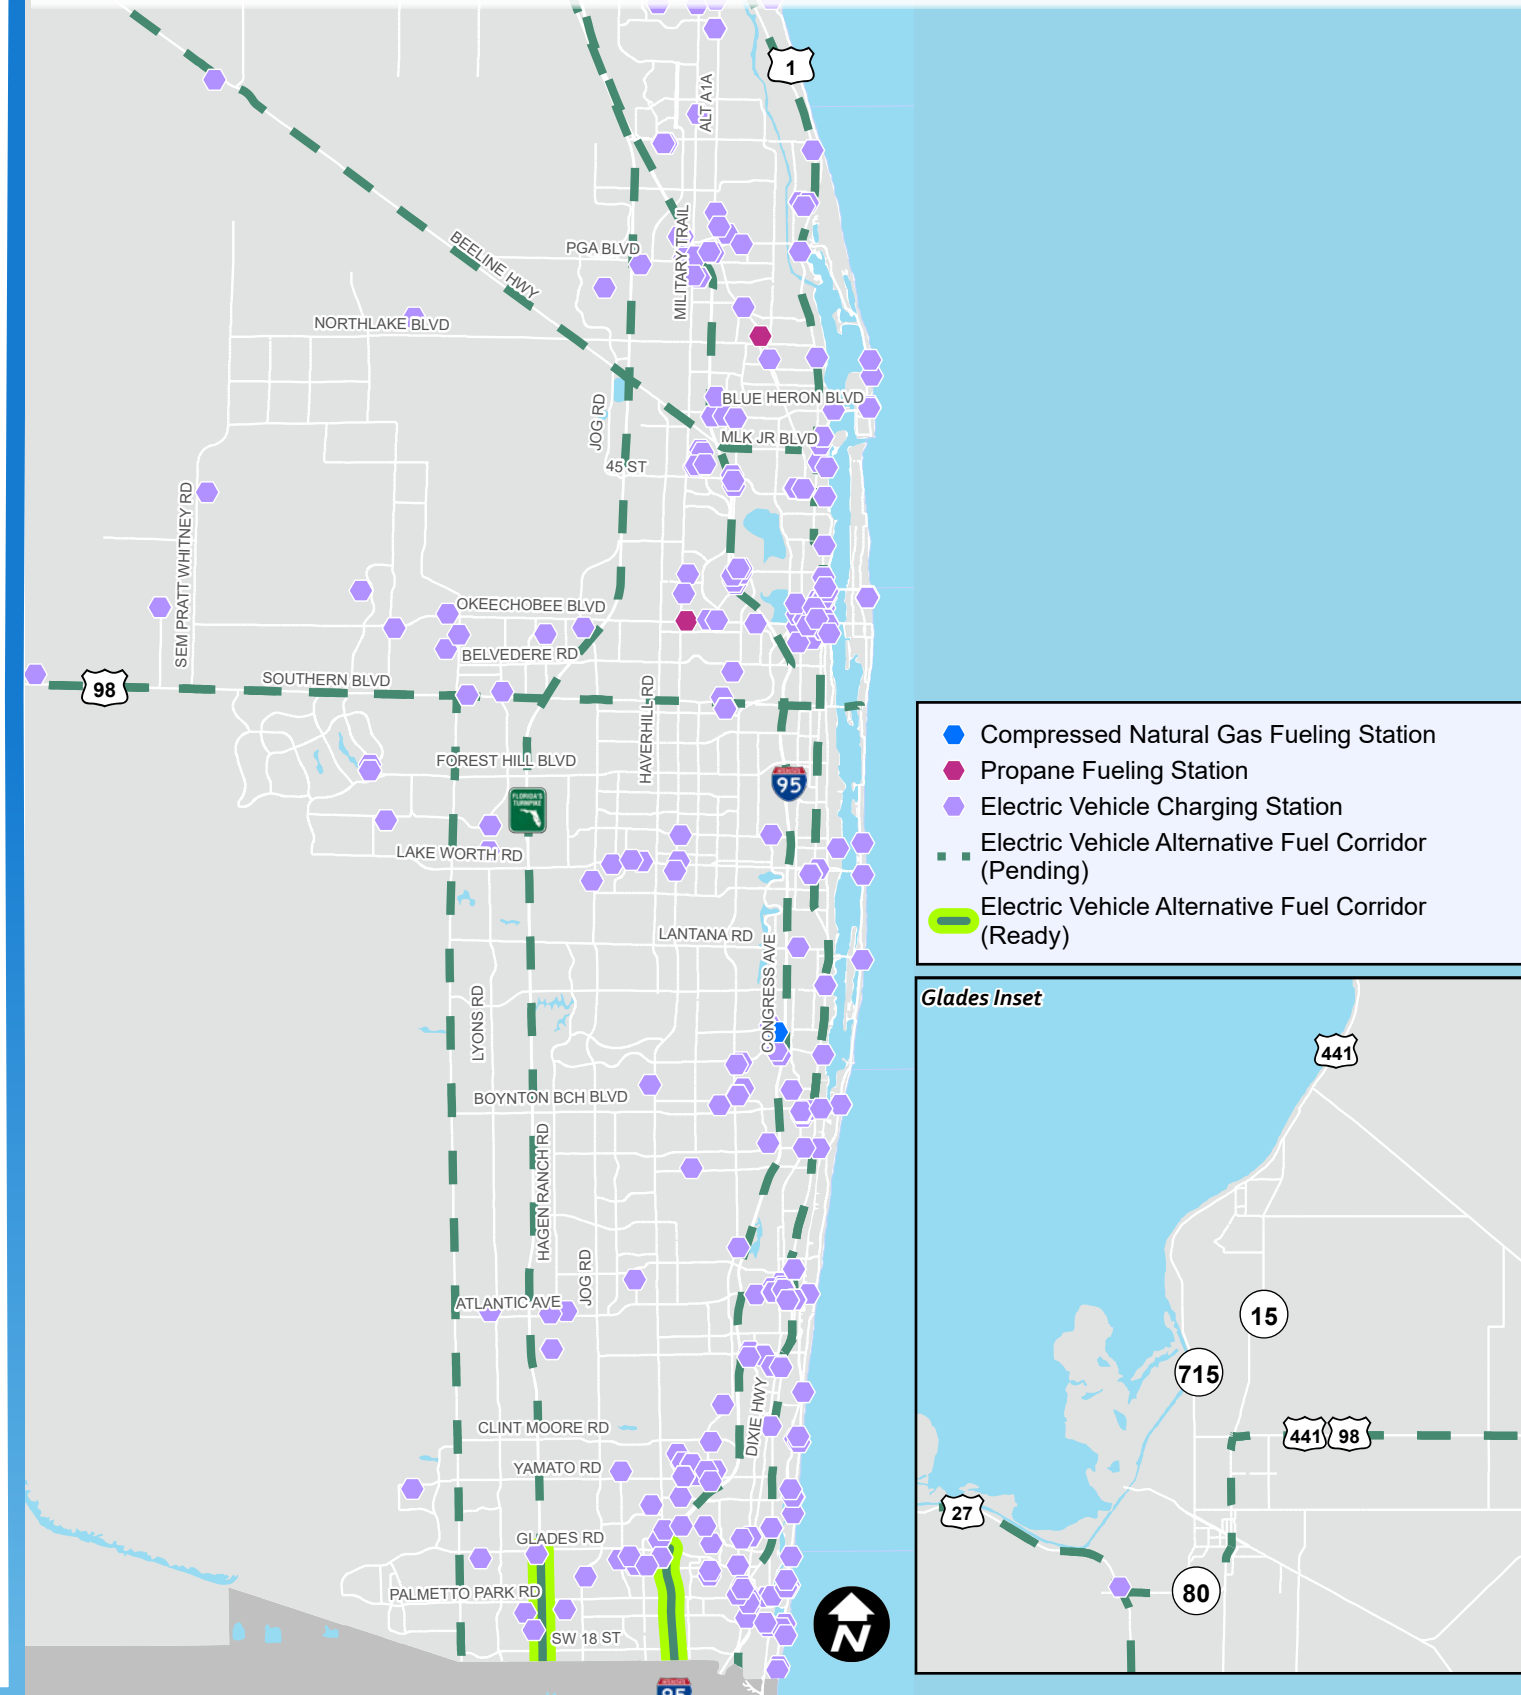 1
ALT A1A
MILITARY TRAIL
PGA BLVD
BEELINE HWY
NORTHLAKE BLVD
BLUE HERON BLVD
JOG RD
MLK JR BLVD
45 ST
SEM PRATT WHITNEY RD
OKEECHOBEE BLVD
BELVEDERE RD
SOUTHERN BLVD
98
HAVERHILL RD
FOREST HILL BLVD
95
FLORIDA'S
TURNPIKE
LAKE WORTH RD
LANTANA RD
CONGRESS AVE
LYONS RD
BOYNTON BCH BLVD
HAGEN RANCH RD
JOG RD
ATLANTIC AVE
DIXIE HWY
CLINT MOORE RD
YAMATO RD
GLADES RD
PALMETTO PARK RD
SW 18 ST
N
95
Compressed Natural Gas Fueling Station
Propane Fueling Station
Electric Vehicle Charging Station
Electric Vehicle Alternative Fuel Corridor
(Pending)
Electric Vehicle Alternative Fuel Corridor
(Ready)
Glades Inset
441
15
715
441
98
27
80